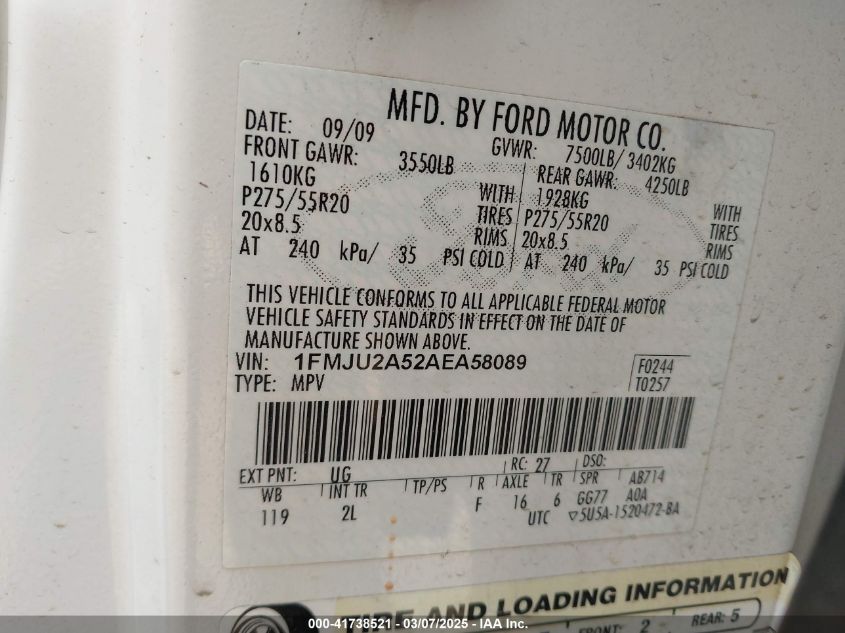 MFD. BY FORD MOTOR CO.
DATE: 09/09 GVWR: 7500LB/ 3402KG
FRONT GAWR: 3550LB REAR GAWR: 4250LB
1610KG WITH 1928KG WITH
P275/55R20 TIRES P275/55R20 TIRES
20x8.5 RIMS 20x8.5 RIMS
AT 240 kPa/ 35 PSI COLD AT 240 kPa/ 35 PSI COLD
THIS VEHICLE CONFORMS TO ALL APPLICABLE FEDERAL MOTOR
VEHICLE SAFETY STANDARDS IN EFFECT ON THE DATE OF
MANUFACTURE SHOWN ABOVE.
VIN: 1FMJU2A52AEA58089 F0244
TYPE: MPV T0257
EXT PNT: UG RC: 27 DSO:
WB INT TR TP/PS R AXLE TR SPR AB714
119 2L F 16 6 GG77 A0A
UTC ▽5U5A-1520472-BA
TIRE AND LOADING INFORMATION
FRONT: 2 REAR: 5
000-41738521 - 03/07/2025 - IAA Inc.